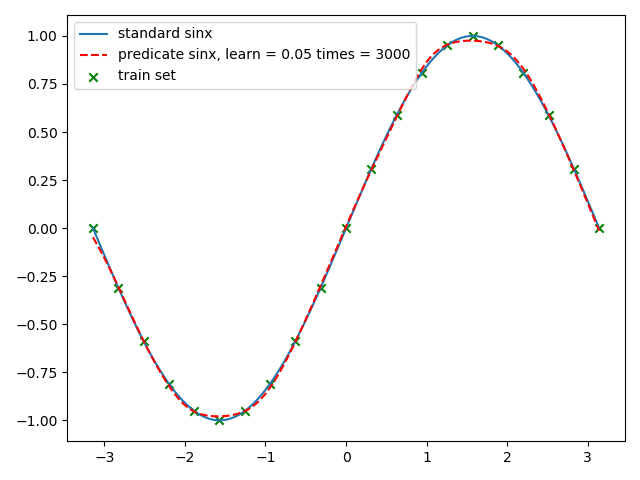 standard sinx
predicate sinx, learn = 0.05 times = 3000
train set
1.00
0.75
0.50
0.25
0.00
−0.25
−0.50
−0.75
−1.00
−3 −2 −1 0 1 2 3